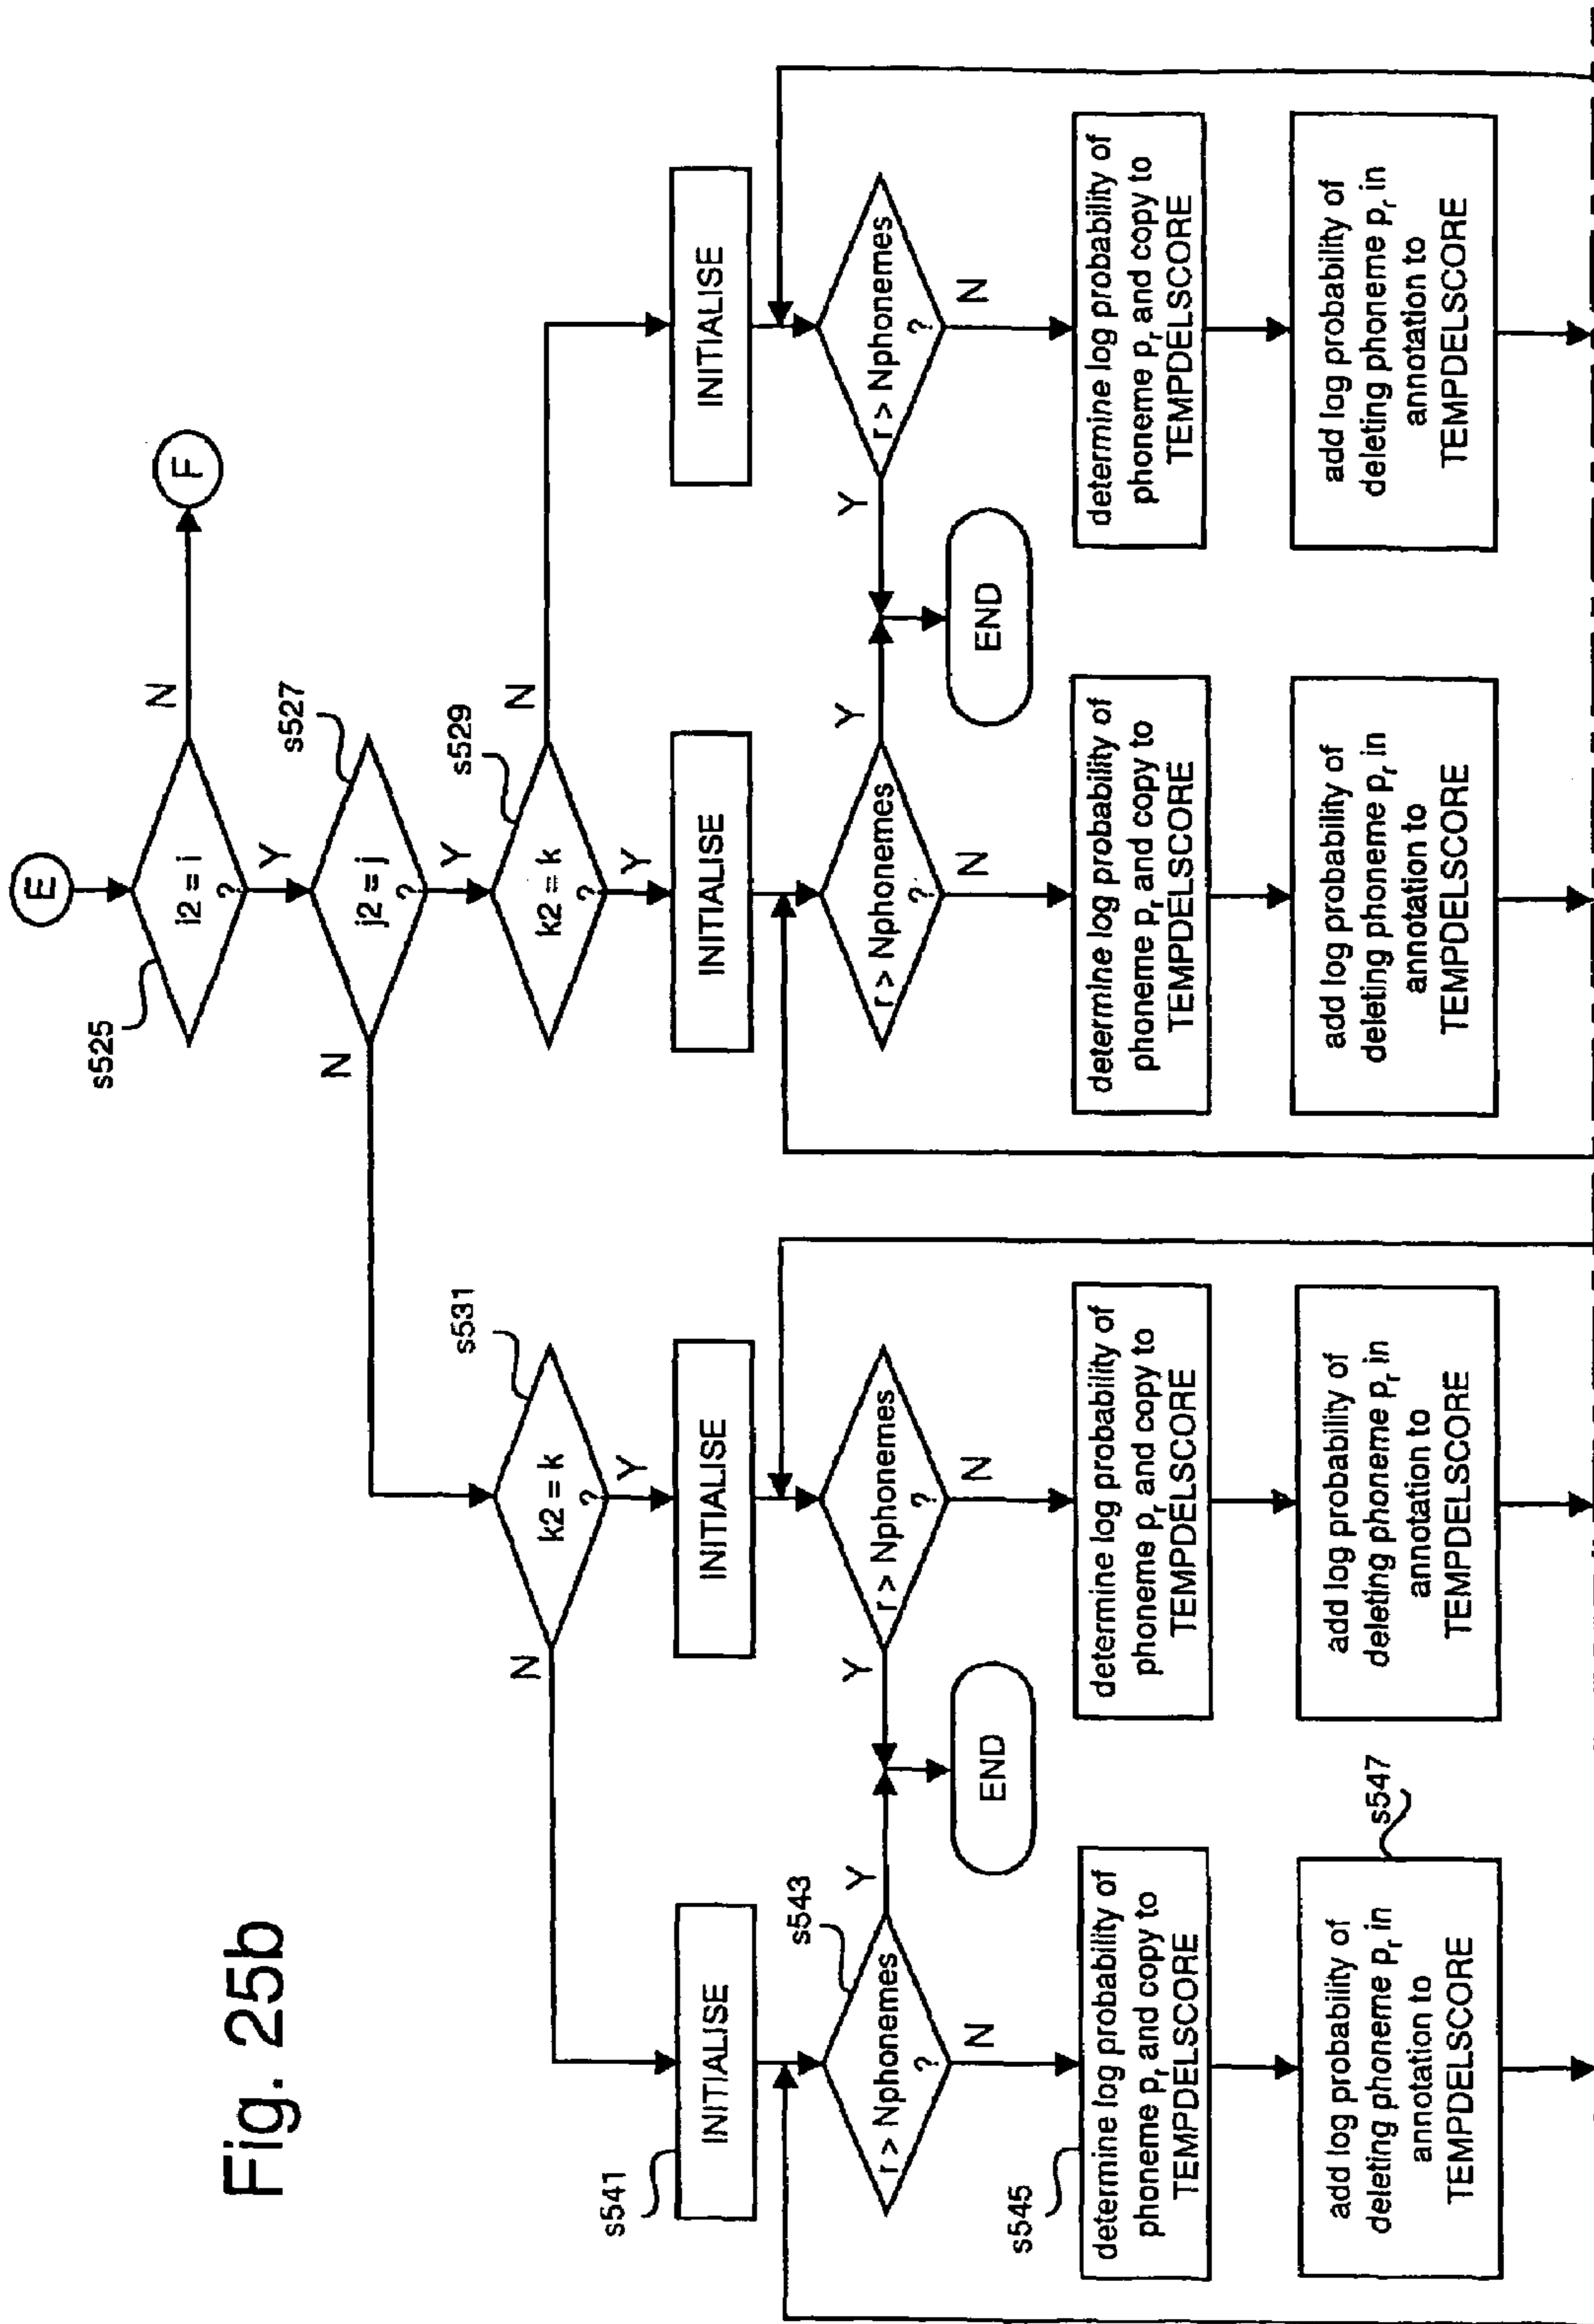 Fig. 25b
E
s525
i2 = i
?
N
F
Y
s527
j2 = j
?
N
Y
s531
k2 = k
?
N
Y
s529
k2 = k
?
N
Y
s541
INITIALISE
INITIALISE
INITIALISE
INITIALISE
s543
r > Nphonemes
?
Y
N
r > Nphonemes
?
Y
N
r > Nphonemes
?
Y
N
r > Nphonemes
?
Y
N
END
END
s545
determine log probability of
phoneme pr and copy to
TEMPDELSCORE
determine log probability of
phoneme pr and copy to
TEMPDELSCORE
determine log probability of
phoneme pr and copy to
TEMPDELSCORE
determine log probability of
phoneme pr and copy to
TEMPDELSCORE
s547
add log probability of
deleting phoneme pr in
annotation to
TEMPDELSCORE
add log probability of
deleting phoneme pr in
annotation to
TEMPDELSCORE
add log probability of
deleting phoneme pr in
annotation to
TEMPDELSCORE
add log probability of
deleting phoneme pr in
annotation to
TEMPDELSCORE